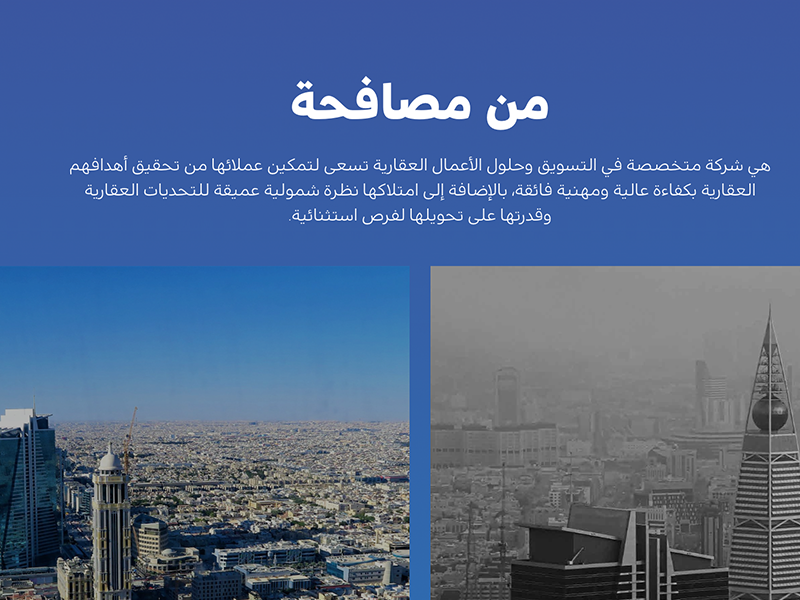 من مصافحة
هي شركة متخصصة في التسويق وحلول الأعمال العقارية تسعى لتمكين عملائها من تحقيق أهدافهم
العقارية بكفاءة عالية ومهنية فائقة، بالإضافة إلى امتلاكها نظرة شمولية عميقة للتحديات العقارية
وقدرتها على تحويلها لفرص استثنائية.